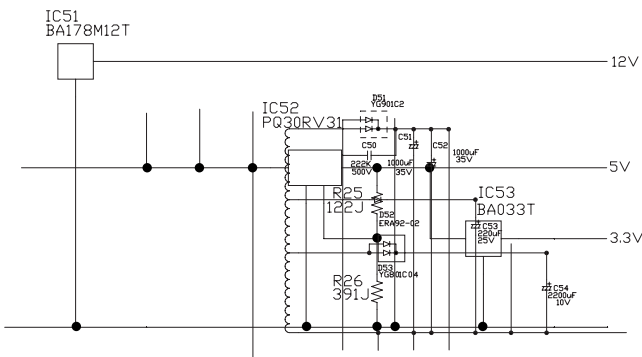 IC51
BA178M12T
12V
D51
YG901C2
IC52
PQ30RV31
C50
C51
C52
222K
500V
1000uF
35V
1000uF
35V
5V
R25
122J
IC53
BA033T
D52
ERA92-02
C53
220uF
25V
3.3V
D53
YG801C04
R26
391J
C54
2200uF
10V